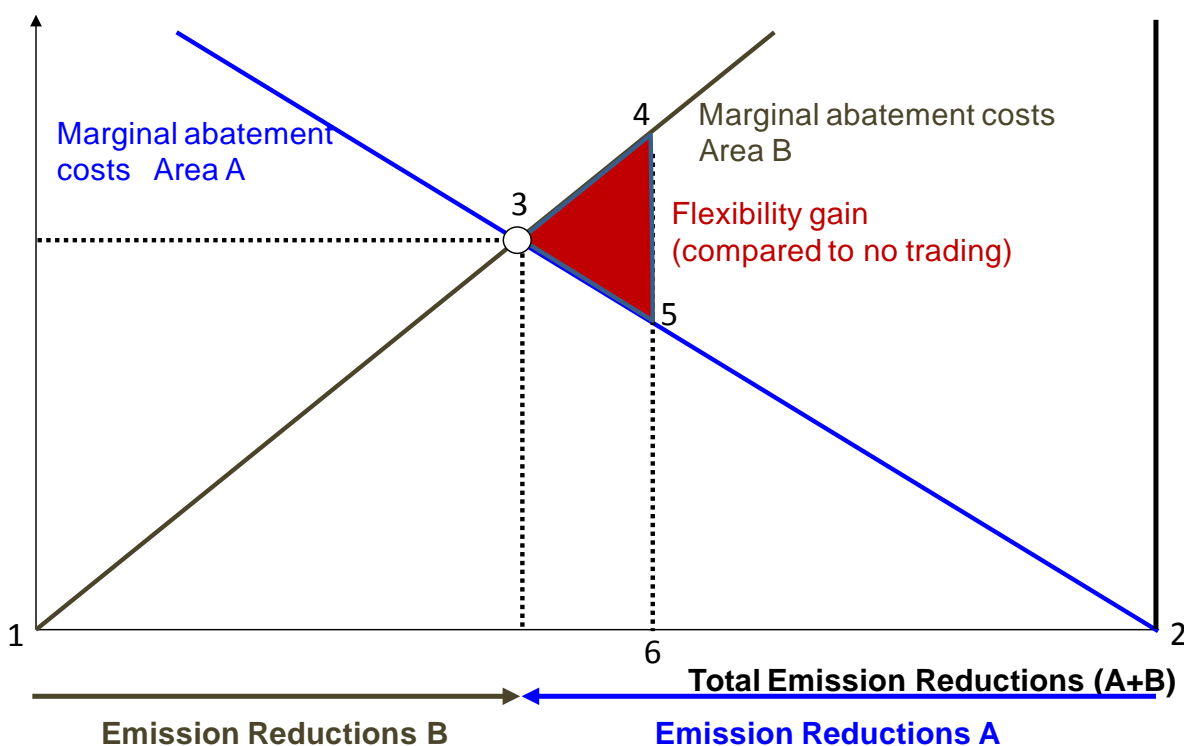 4
Marginal abatement costs
Area B
Marginal abatement
costs Area A
3
Flexibility gain
(compared to no trading)
5
1
6
2
Total Emission Reductions (A+B)
Emission Reductions B
Emission Reductions A